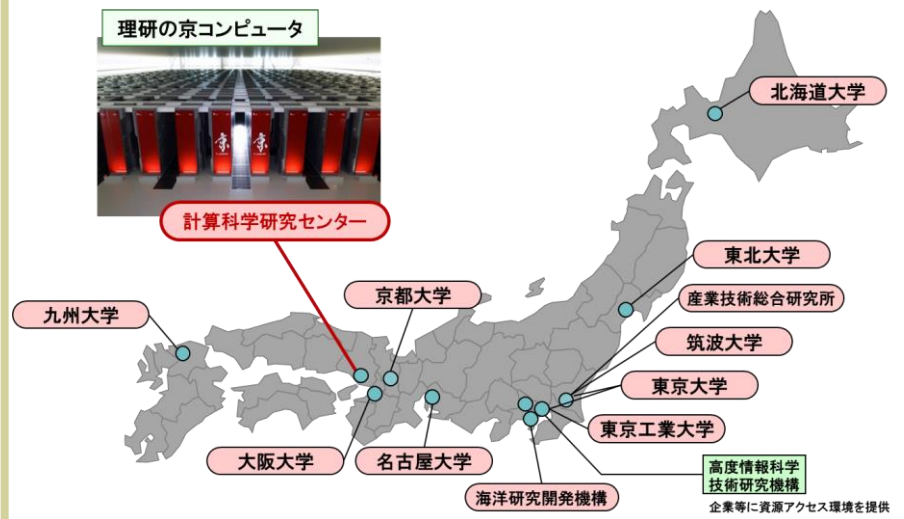 理研の京コンピュータ
京
京
計算科学研究センター
北海道大学
東北大学
産業技術総合研究所
筑波大学
東京大学
東京工業大学
九州大学
京都大学
大阪大学
名古屋大学
海洋研究開発機構
高度情報科学
技術研究機構
企業等に資源アクセス環境を提供